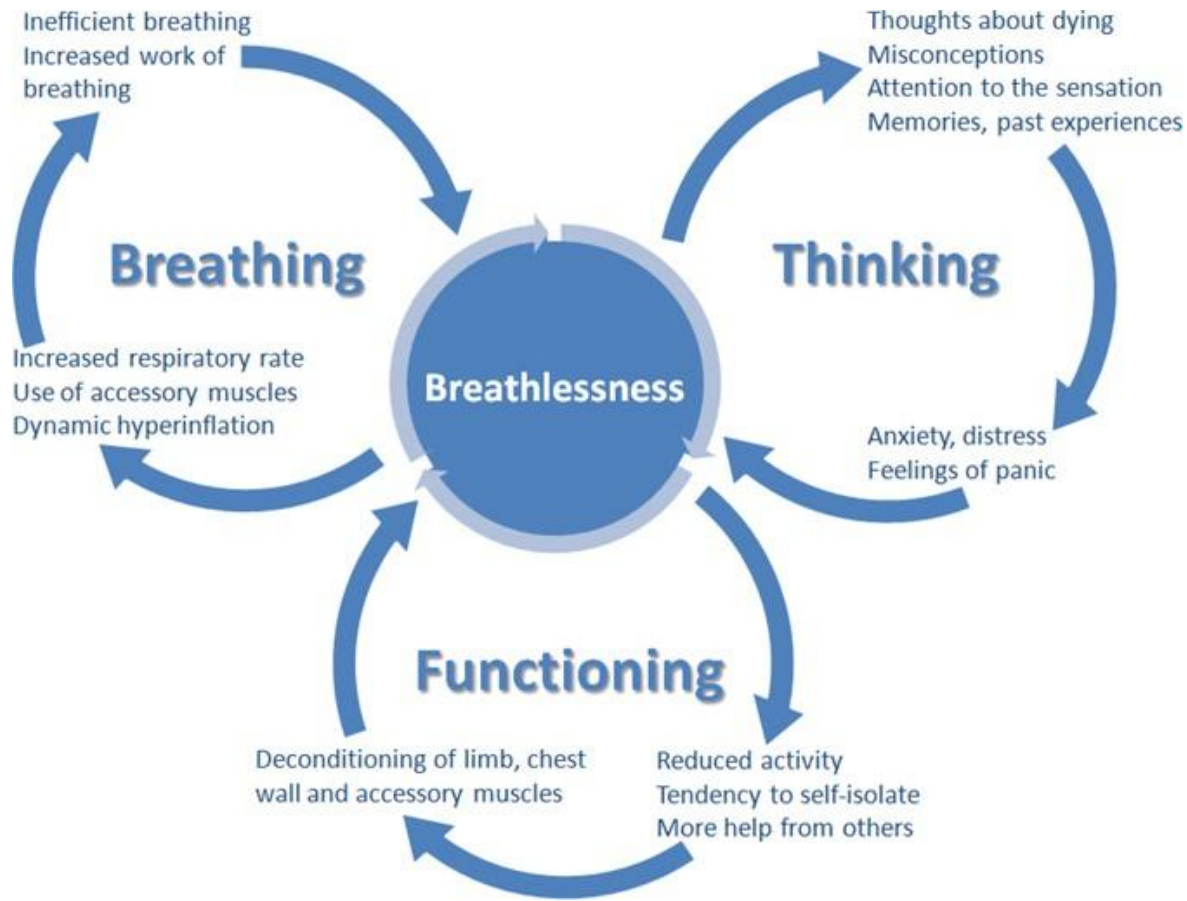 Inefficient breathing
Increased work of
breathing
Thoughts about dying
Misconceptions
Attention to the sensation
Memories, past experiences
Breathing
Thinking
Increased respiratory rate
Use of accessory muscles
Dynamic hyperinflation
Breathlessness
Anxiety, distress
Feelings of panic
Functioning
Deconditioning of limb, chest
wall and accessory muscles
Reduced activity
Tendency to self-isolate
More help from others